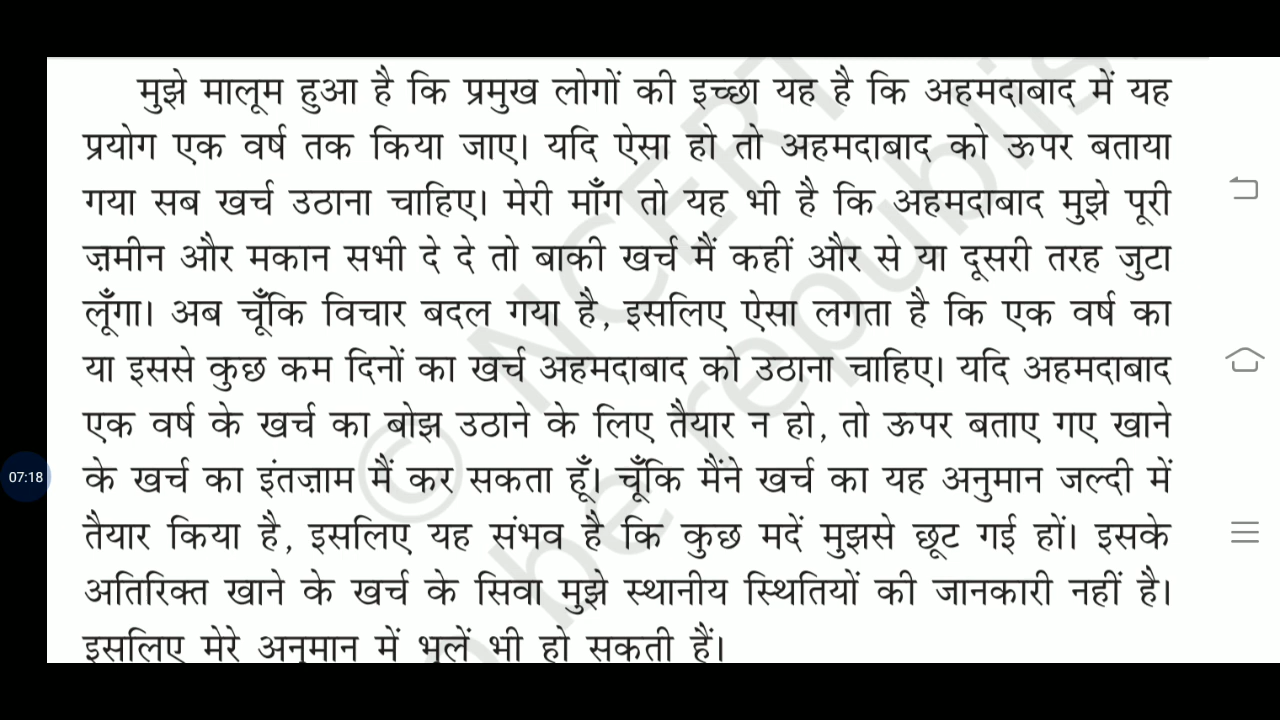 मुझे मालूम हुआ है कि प्रमुख लोगों की इच्छा यह है कि अहमदाबाद में यह
प्रयोग एक वर्ष तक किया जाए। यदि ऐसा हो तो अहमदाबाद को ऊपर बताया
गया सब खर्च उठाना चाहिए। मेरी माँग तो यह भी है कि अहमदाबाद मुझे पूरी
ज़मीन और मकान सभी दे दे तो बाकी खर्च मैं कहीं और से या दूसरी तरह जुटा
लूँगा। अब चूँकि विचार बदल गया है, इसलिए ऐसा लगता है कि एक वर्ष का
या इससे कुछ कम दिनों का खर्च अहमदाबाद को उठाना चाहिए। यदि अहमदाबाद
एक वर्ष के खर्च का बोझ उठाने के लिए तैयार न हो, तो ऊपर बताए गए खाने
के खर्च का इंतज़ाम मैं कर सकता हूँ। चूँकि मैंने खर्च का यह अनुमान जल्दी में
तैयार किया है, इसलिए यह संभव है कि कुछ मदें मुझसे छूट गई हों। इसके
अतिरिक्त खाने के खर्च के सिवा मुझे स्थानीय स्थितियों की जानकारी नहीं है।
इसलिए मेरे अनुमान में भूलें भी हो सकती हैं।
07:18
© NCERT
be republis